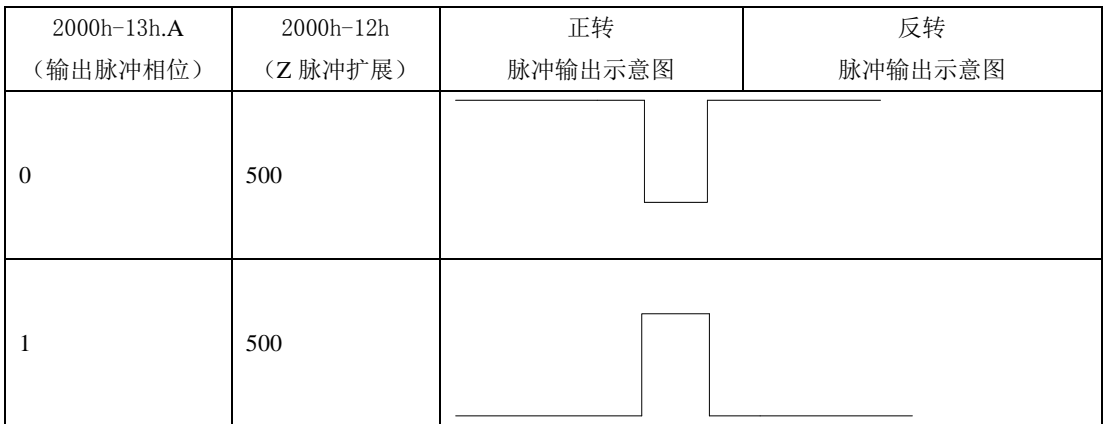 2000h-13h.A
（输出脉冲相位）
2000h-12h
（Z 脉冲扩展）
正转
脉冲输出示意图
反转
脉冲输出示意图
0
500
1
500